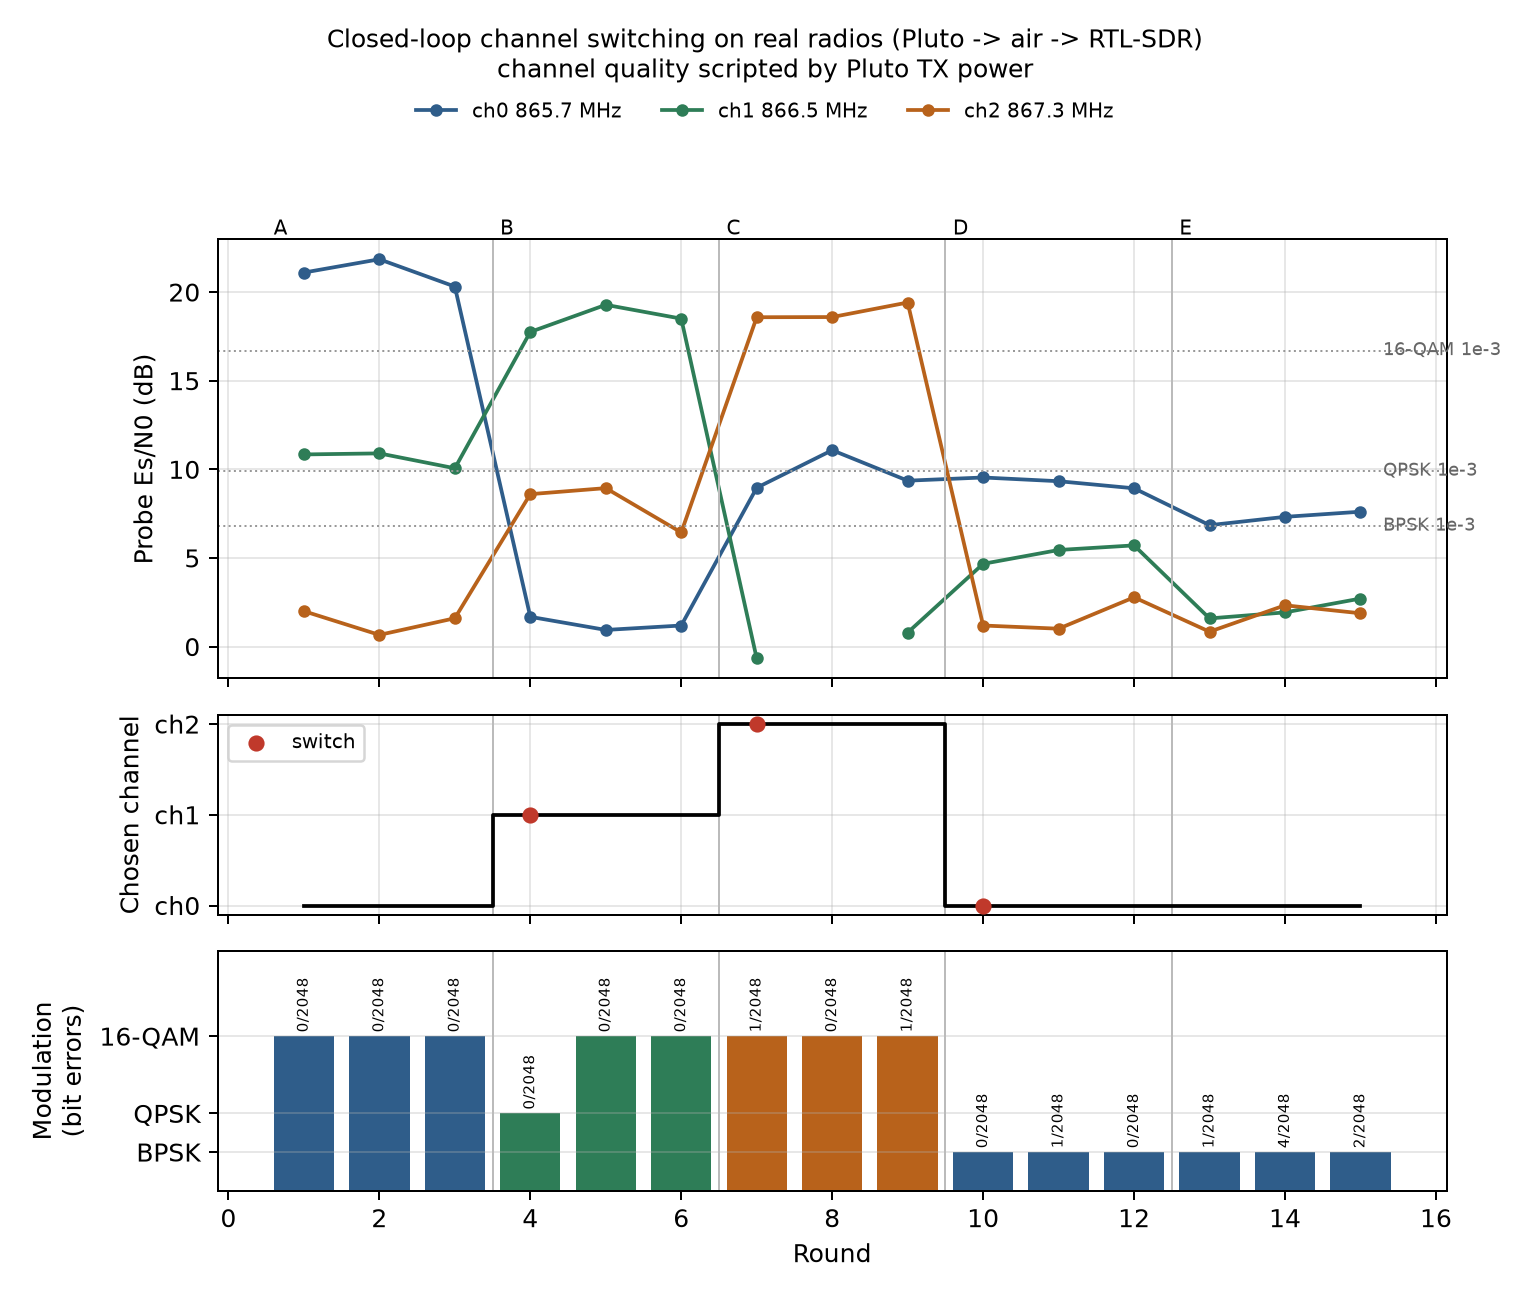 Closed-loop channel switching on real radios (Pluto -> air -> RTL-SDR)
channel quality scripted by Pluto TX power
ch0 865.7 MHz
ch1 866.5 MHz
ch2 867.3 MHz
A
B
C
D
E
Probe Es/N0 (dB)
20
15
10
5
0
16-QAM 1e-3
QPSK 1e-3
BPSK 1e-3
Chosen channel
ch2
ch1
ch0
switch
Modulation
(bit errors)
16-QAM
QPSK
BPSK
0/2048
0/2048
0/2048
0/2048
0/2048
0/2048
1/2048
0/2048
1/2048
0/2048
1/2048
0/2048
1/2048
4/2048
2/2048
0
2
4
6
8
10
12
14
16
Round